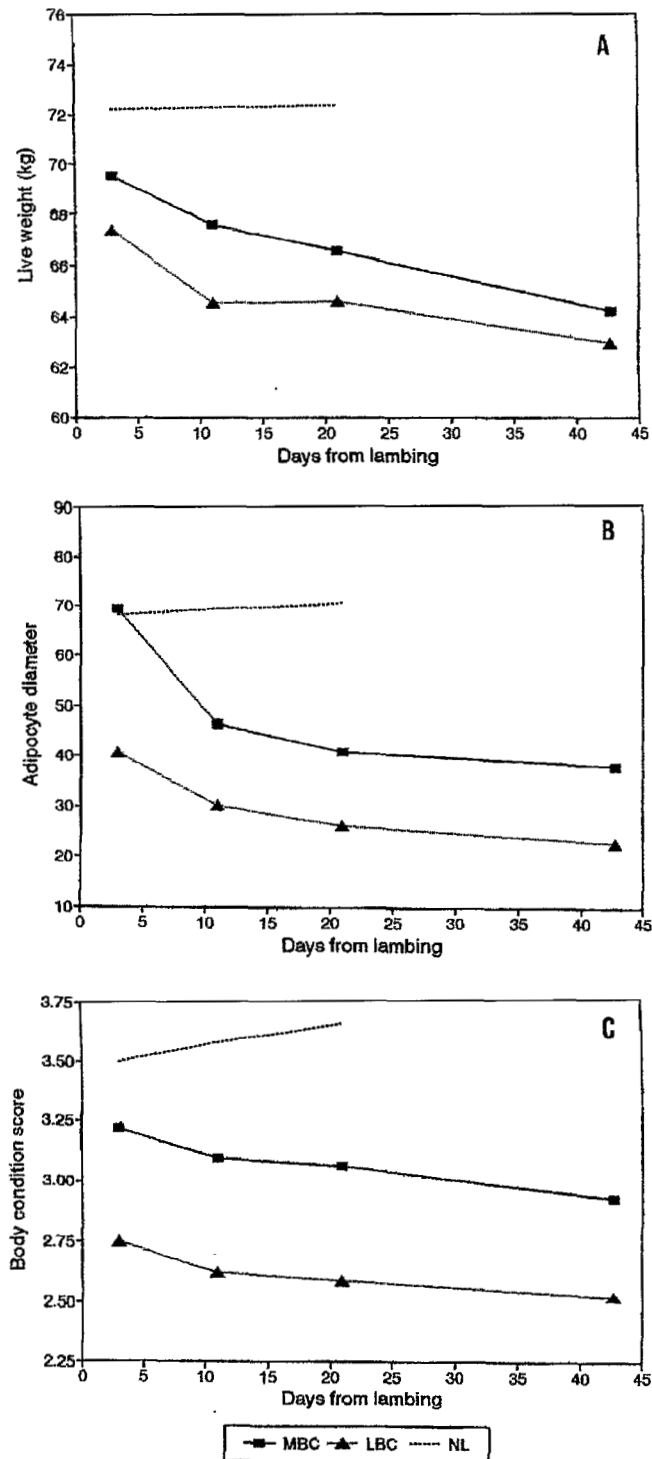 A
76
74
72
70
68
66
64
62
60
Live weight (kg)
0 5 10 15 20 25 30 35 40 45
Days from lambing
B
90
80
70
60
50
40
30
20
10
Adipocyte diameter
0 5 10 15 20 25 30 35 40 45
Days from lambing
C
3.75
3.50
3.25
3.00
2.75
2.50
2.25
Body condition score
0 5 10 15 20 25 30 35 40 45
Days from lambing
MBC LBC NL